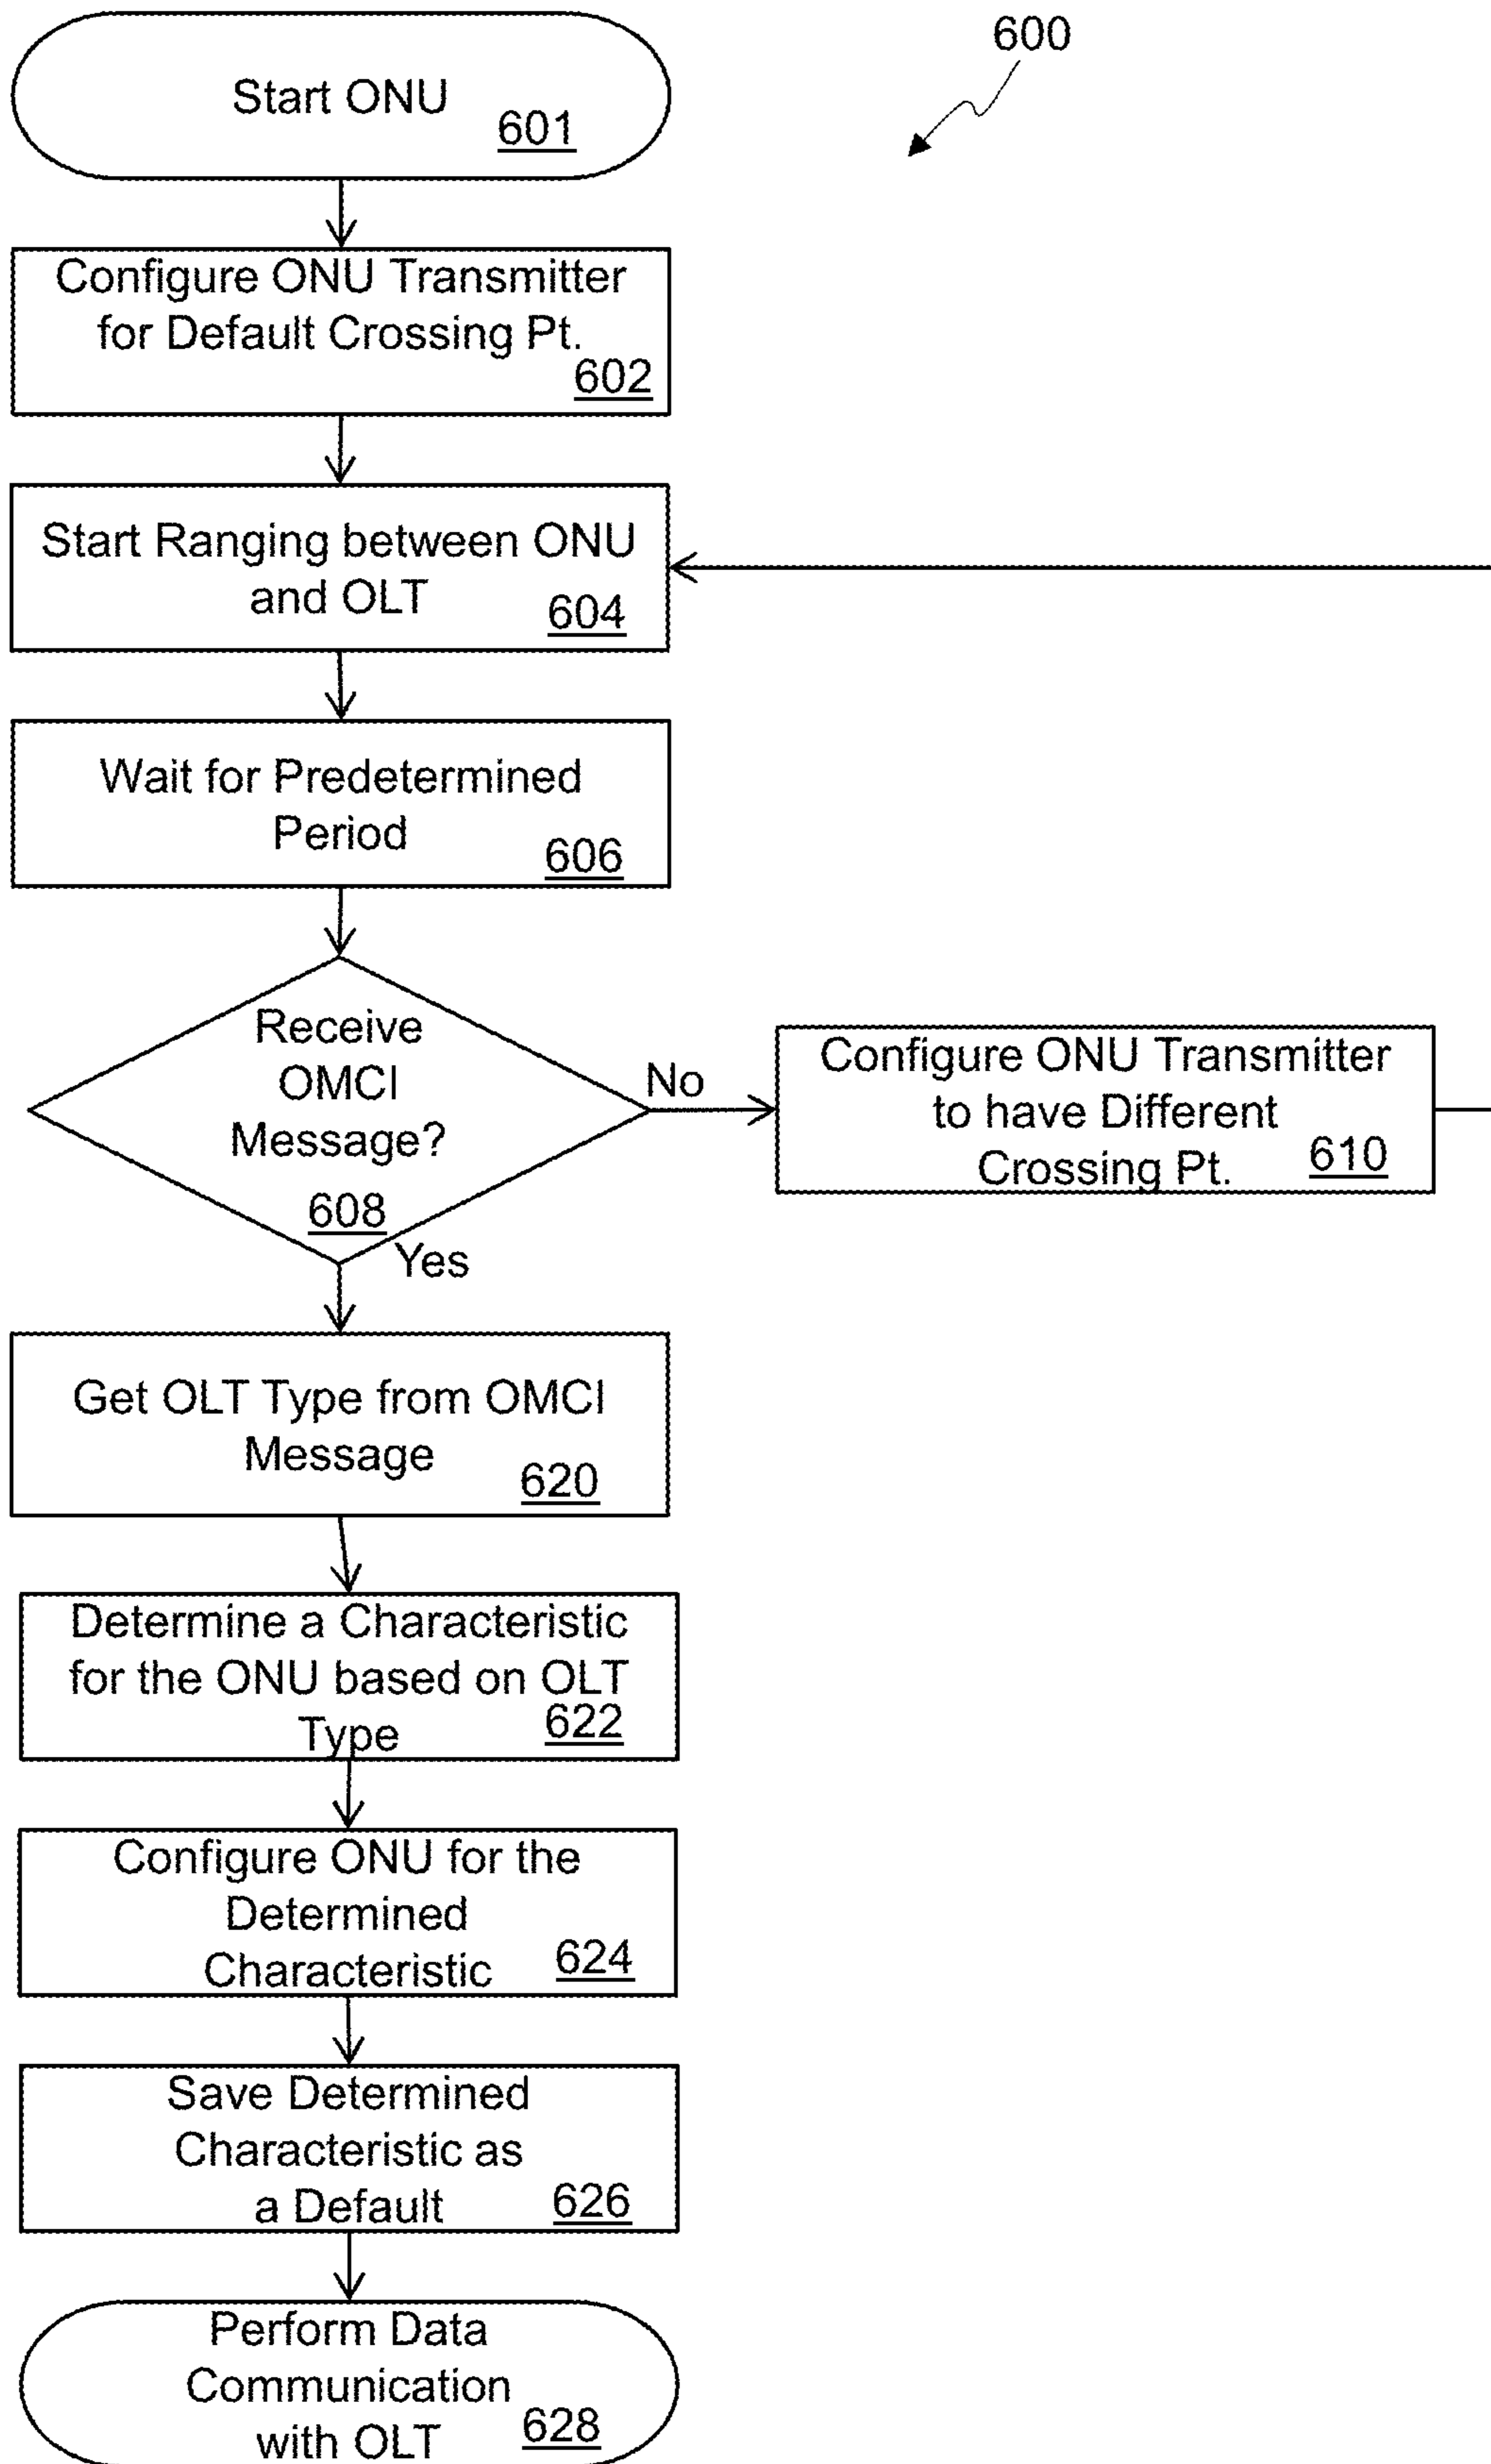 600
Start ONU
601
Configure ONU Transmitter
for Default Crossing Pt.
602
Start Ranging between ONU
and OLT
604
Wait for Predetermined
Period
606
Receive
OMCI
Message?
608
No
Yes
Configure ONU Transmitter
to have Different
Crossing Pt.
610
Get OLT Type from OMCI
Message
620
Determine a Characteristic
for the ONU based on OLT
Type
622
Configure ONU for the
Determined
Characteristic
624
Save Determined
Characteristic as
a Default
626
Perform Data
Communication
with OLT
628